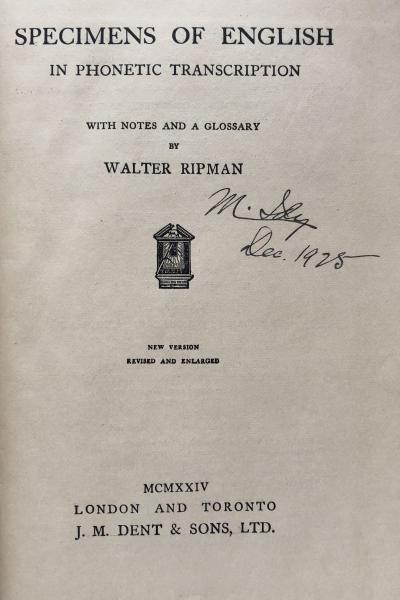 SPECIMENS OF ENGLISH
IN PHONETIC TRANSCRIPTION
WITH NOTES AND A GLOSSARY
BY
WALTER RIPMAN
M.
Dec. 1925
NEW VERSION
REVISED AND ENLARGED
MCMXXIV
LONDON AND TORONTO
J. M. DENT & SONS, LTD.